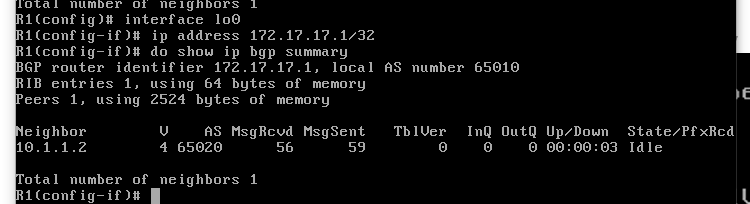 Total number of neighbors 1
R1(config)# interface lo0
R1(config-if)# ip address 172.17.17.1/32
R1(config-if)# do show ip bgp summary
BGP router identifier 172.17.17.1, local AS number 65010
RIB entries 1, using 64 bytes of memory
Peers 1, using 2524 bytes of memory
Neighbor V AS MsgRcvd MsgSent TblVer InQ OutQ Up/Down State/PfxRcd
10.1.1.2 4 65020 56 59 0 0 0 00:00:03 Idle
Total number of neighbors 1
R1(config-if)#